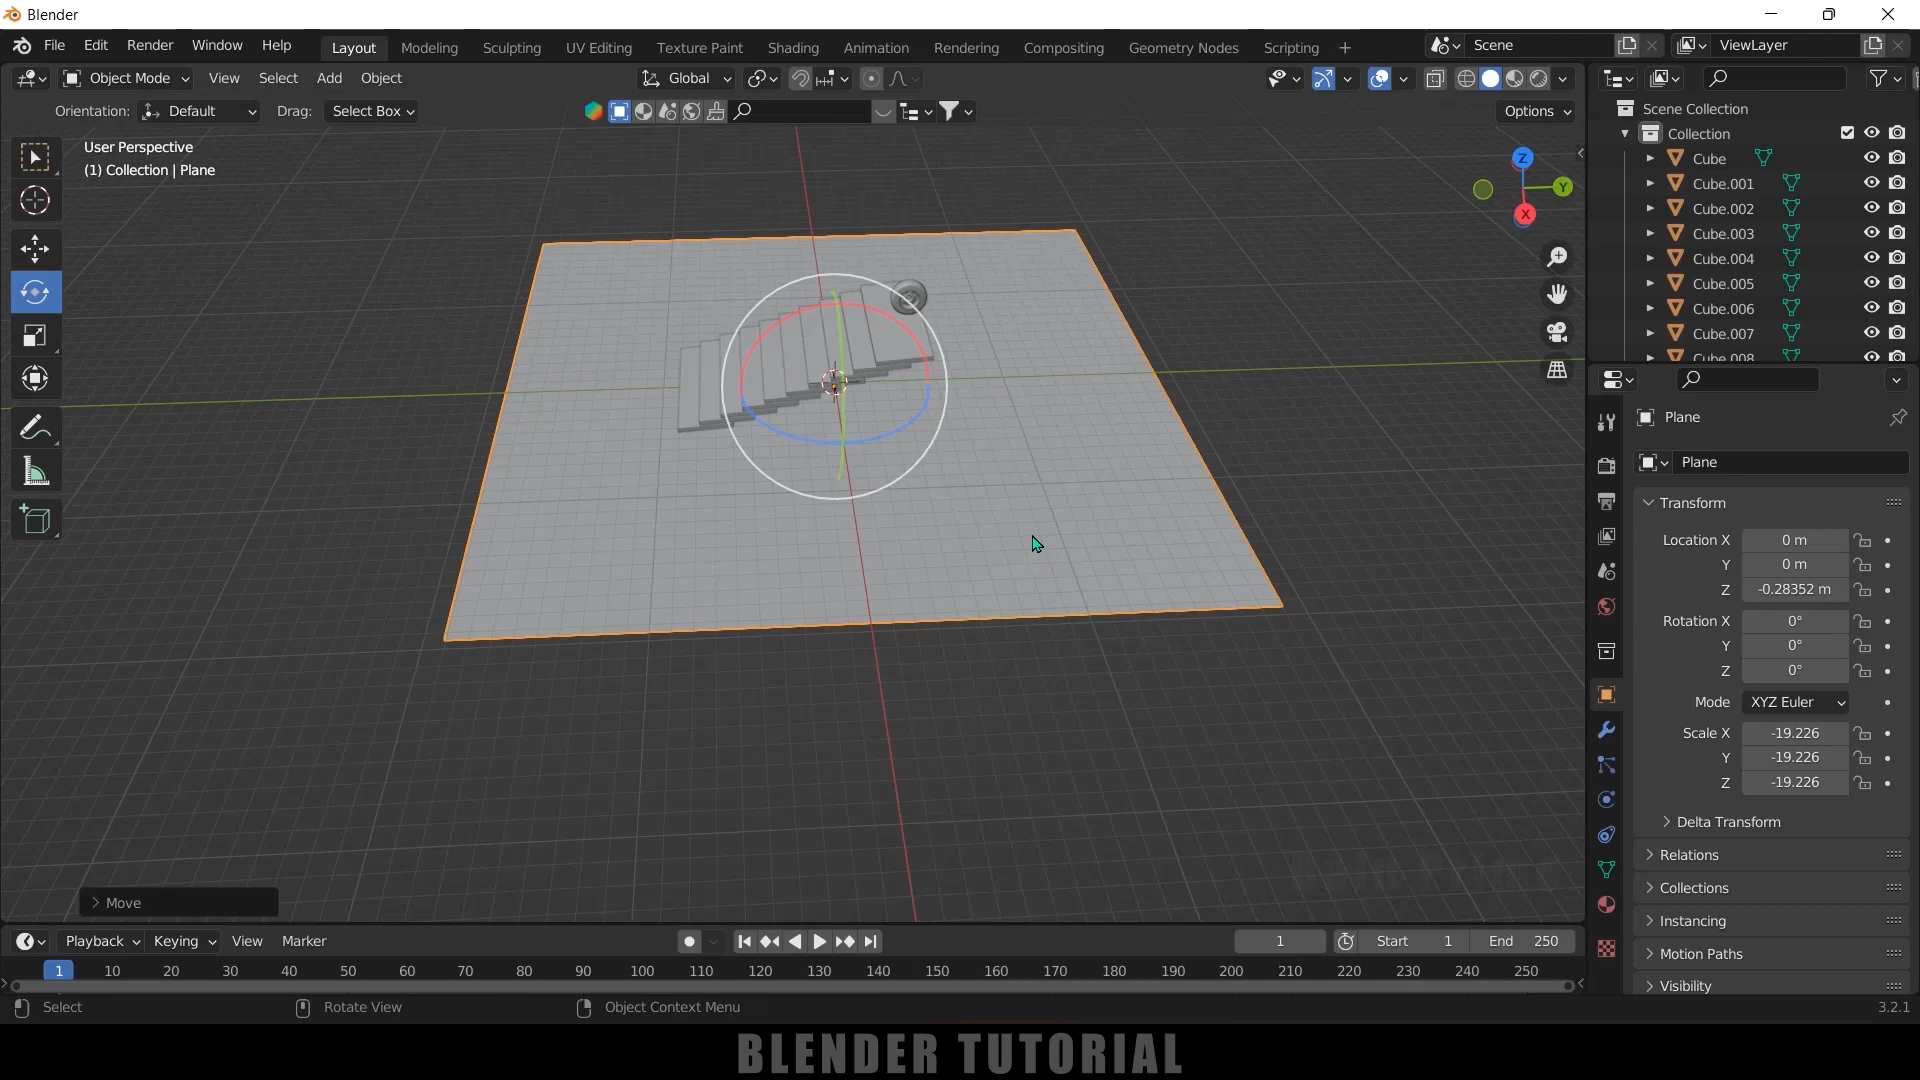 Blender
File Edit Render Window Help Layout Modeling Sculpting UV Editing Texture Paint Shading Animation Rendering Compositing Geometry Nodes Scripting + Scene ViewLayer
Object Mode View Select Add Object Global
Orientation: Default Drag: Select Box Options
User Perspective
(1) Collection | Plane
Z
Y
X
Scene Collection
Collection
Cube
Cube.001
Cube.002
Cube.003
Cube.004
Cube.005
Cube.006
Cube.007
Cube.008
Plane
Plane
Transform
Location X 0 m
Y 0 m
Z -0.28352 m
Rotation X 0°
Y 0°
Z 0°
Mode XYZ Euler
Scale X -19.226
Y -19.226
Z -19.226
Delta Transform
Relations
Collections
Instancing
Motion Paths
Visibility
Move
Playback Keying View Marker 1 Start 1 End 250
1 10 20 30 40 50 60 70 80 90 100 110 120 130 140 150 160 170 180 190 200 210 220 230 240 250
Select Rotate View Object Context Menu 3.2.1
BLENDER TUTORIAL